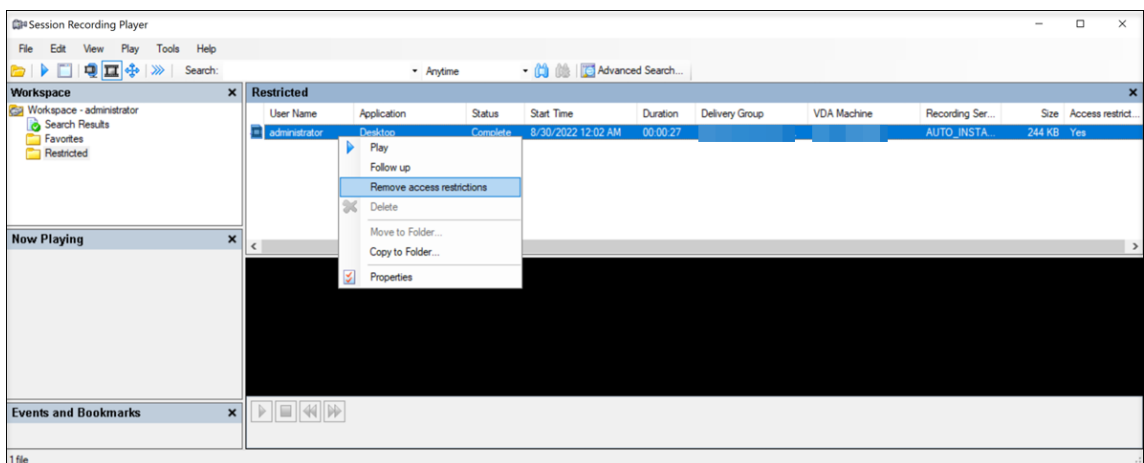 Session Recording Player
File Edit View Play Tools Help
Search: Anytime Advanced Search...
Workspace
Workspace - administrator
Search Results
Favorites
Restricted
Restricted
User Name Application Status Start Time Duration Delivery Group VDA Machine Recording Ser... Size Access restrict...
administrator Desktop Complete 8/30/2022 12:02 AM 00:00:27 AUTO_INSTA... 244 KB Yes
Play
Follow up
Remove access restrictions
Delete
Move to Folder...
Copy to Folder...
Properties
Now Playing
Events and Bookmarks
1 file